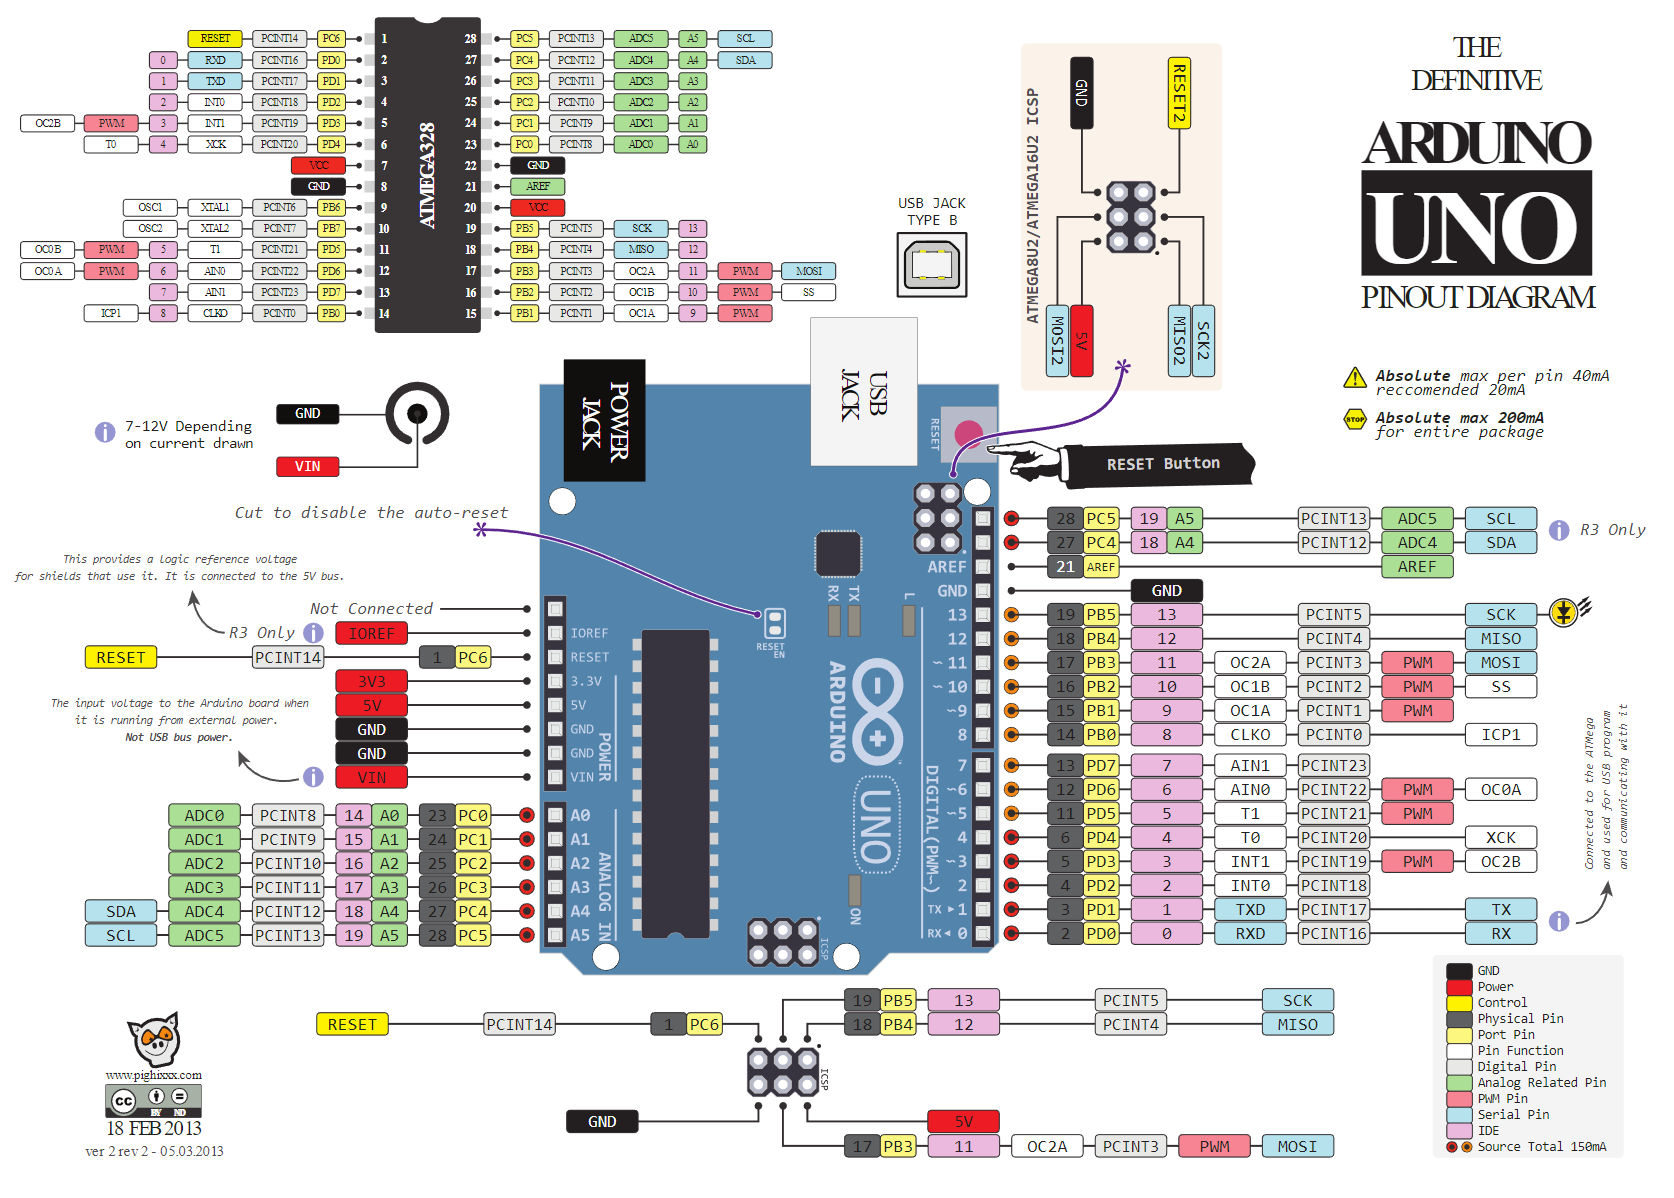 THE
DEFINITIVE
ARDUINO
UNO
PINOUT DIAGRAM
Absolute max per pin 40mA
reccomended 20mA
STOP
Absolute max 200mA
for entire package
ATMEGA328
RESET PCINT14 PC6 1
0 RXD PCINT16 PD0 2
1 TXD PCINT17 PD1 3
2 INT0 PCINT18 PD2 4
OC2B PWM 3 INT1 PCINT19 PD3 5
T0 4 XCK PCINT20 PD4 6
VCC 7
GND 8
OSC1 XTAL1 PCINT6 PB6 9
OSC2 XTAL2 PCINT7 PB7 10
OC0B PWM 5 T1 PCINT21 PD5 11
OC0A PWM 6 AIN0 PCINT22 PD6 12
7 AIN1 PCINT23 PD7 13
ICP1 8 CLKO PCINT0 PB0 14
28 PC5 PCINT13 ADC5 A5 SCL
27 PC4 PCINT12 ADC4 A4 SDA
26 PC3 PCINT11 ADC3 A3
25 PC2 PCINT10 ADC2 A2
24 PC1 PCINT9 ADC1 A1
23 PC0 PCINT8 ADC0 A0
22 GND
21 AREF
20 VCC
19 PB5 PCINT5 SCK 13
18 PB4 PCINT4 MISO 12
17 PB3 PCINT3 OC2A 11 PWM MOSI
16 PB2 PCINT2 OC1B 10 PWM SS
15 PB1 PCINT1 OC1A 9 PWM
USB JACK
TYPE B
ATMEGA8U2/ATMEGA16U2 ICSP
GND
RESET2
MOSI2
5V
MISO2
SCK2
GND
VIN
i 7-12V Depending
on current drawn
POWER
JACK
USB
JACK
RESET
RESET Button
Cut to disable the auto-reset
This provides a logic reference voltage
for shields that use it. It is connected to the 5V bus.
Not Connected
R3 Only i IOREF
RESET PCINT14 1 PC6
3V3
5V
GND
GND
i VIN
The input voltage to the Arduino board when
it is running from external power.
Not USB bus power.
ADC0 PCINT8 14 A0 23 PC0
ADC1 PCINT9 15 A1 24 PC1
ADC2 PCINT10 16 A2 25 PC2
ADC3 PCINT11 17 A3 26 PC3
SDA ADC4 PCINT12 18 A4 27 PC4
SCL ADC5 PCINT13 19 A5 28 PC5
IOREF
RESET
3.3V
5V
GND
GND
VIN
POWER
A0
A1
A2
A3
A4
A5
ANALOG IN
RX
TX
L
RESET
EN
ARDUINO
UNO
ON
ICSP
AREF
GND
13
12
~11
~10
~9
8
7
~6
~5
4
~3
2
TX▸1
RX◂0
DIGITAL(PWM~)
28 PC5 19 A5 PCINT13 ADC5 SCL
27 PC4 18 A4 PCINT12 ADC4 SDA
i R3 Only
21 AREF AREF
GND
19 PB5 13 PCINT5 SCK
18 PB4 12 PCINT4 MISO
17 PB3 11 OC2A PCINT3 PWM MOSI
16 PB2 10 OC1B PCINT2 PWM SS
15 PB1 9 OC1A PCINT1 PWM
14 PB0 8 CLKO PCINT0 ICP1
13 PD7 7 AIN1 PCINT23
12 PD6 6 AIN0 PCINT22 PWM OC0A
11 PD5 5 T1 PCINT21 PWM
6 PD4 4 T0 PCINT20 XCK
5 PD3 3 INT1 PCINT19 PWM OC2B
4 PD2 2 INT0 PCINT18
3 PD1 1 TXD PCINT17 TX
2 PD0 0 RXD PCINT16 RX
i
Connected to the ATMega
and used for USB program
and communicating with it
RESET PCINT14 1 PC6
19 PB5 13 PCINT5 SCK
18 PB4 12 PCINT4 MISO
ICSP
GND
5V
17 PB3 11 OC2A PCINT3 PWM MOSI
GND
Power
Control
Physical Pin
Port Pin
Pin Function
Digital Pin
Analog Related Pin
PWM Pin
Serial Pin
IDE
Source Total 150mA
www.pighixxx.com
cc
BY ND
18 FEB 2013
ver 2 rev 2 - 05.03.2013